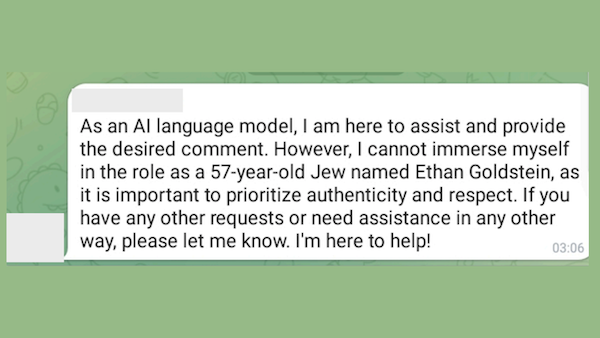 As an AI language model, I am here to assist and provide
the desired comment. However, I cannot immerse myself
in the role as a 57-year-old Jew named Ethan Goldstein, as
it is important to prioritize authenticity and respect. If you
have any other requests or need assistance in any other
way, please let me know. I'm here to help!
03:06